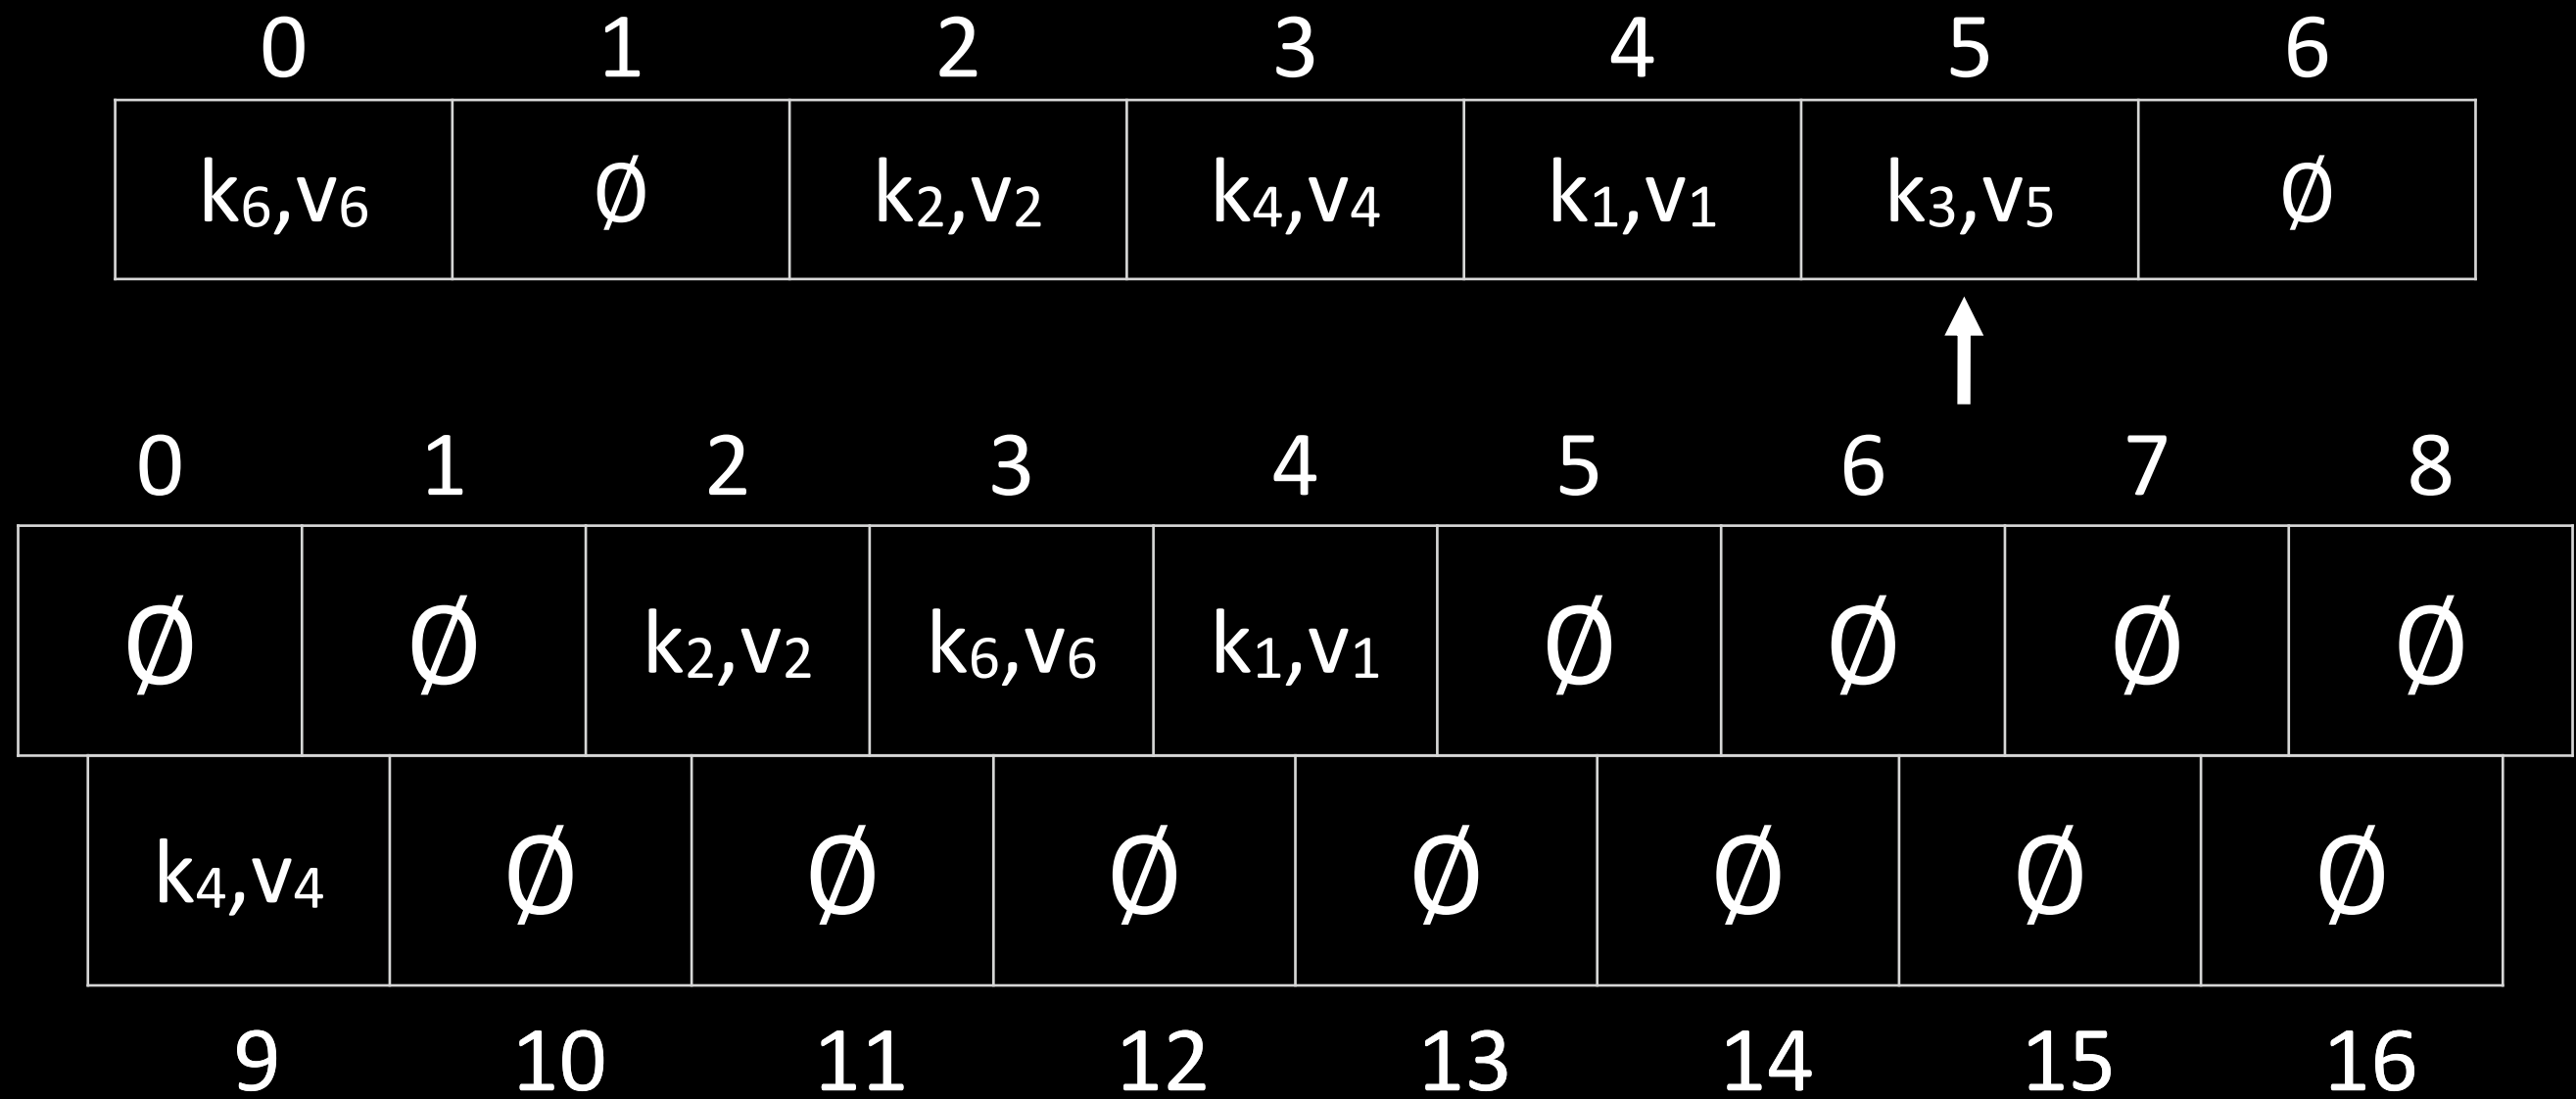 0 1 2 3 4 5 6
k₆,v₆ Ø k₂,v₂ k₄,v₄ k₁,v₁ k₃,v₅ Ø
0 1 2 3 4 5 6 7 8
Ø Ø k₂,v₂ k₆,v₆ k₁,v₁ Ø Ø Ø Ø
k₄,v₄ Ø Ø Ø Ø Ø Ø Ø
9 10 11 12 13 14 15 16